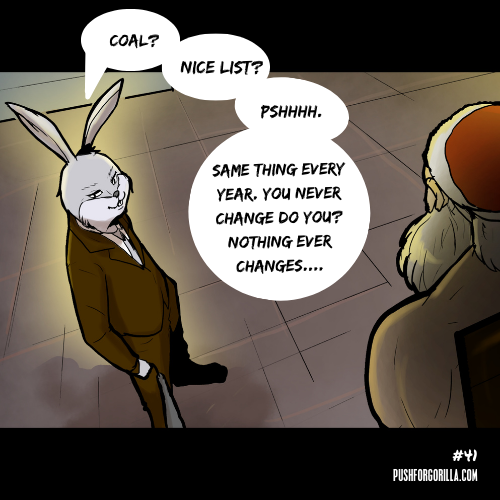 COAL?
NICE LIST?
PSHHHH.
SAME THING EVERY
YEAR. YOU NEVER
CHANGE DO YOU?
NOTHING EVER
CHANGES....
#41
PUSHFORGORILLA.COM